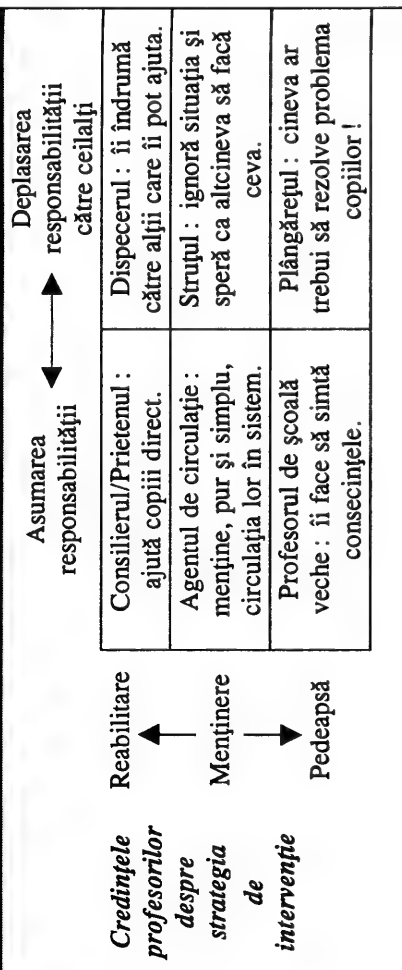 Asumarea
responsabilității
Deplasarea
responsabilității
către ceilalți
Credințele
profesorilor
despre
strategia
de
intervenție
Reabilitare
Menținere
Pedeapsă
Consilierul/Prietenul :
ajută copiii direct.
Dispecerul : îi îndrumă
către alții care îi pot ajuta.
Agentul de circulație :
menține, pur și simplu,
circulația lor în sistem.
Struțul : ignoră situația și
speră ca altcineva să facă
ceva.
Profesorul de școală
veche : îi face să simtă
consecințele.
Plângărețul : cineva ar
trebui să rezolve problema
copiilor !